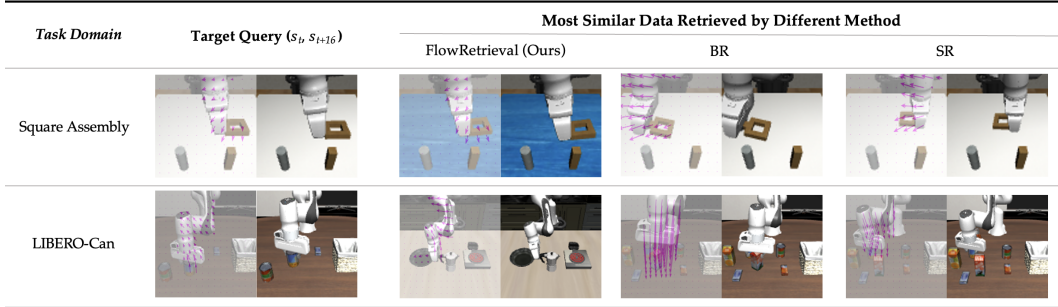 Most Similar Data Retrieved by Different Method
Task Domain
Target Query (s_t, s_{t+16})
FlowRetrieval (Ours)
BR
SR
Square Assembly
LIBERO-Can